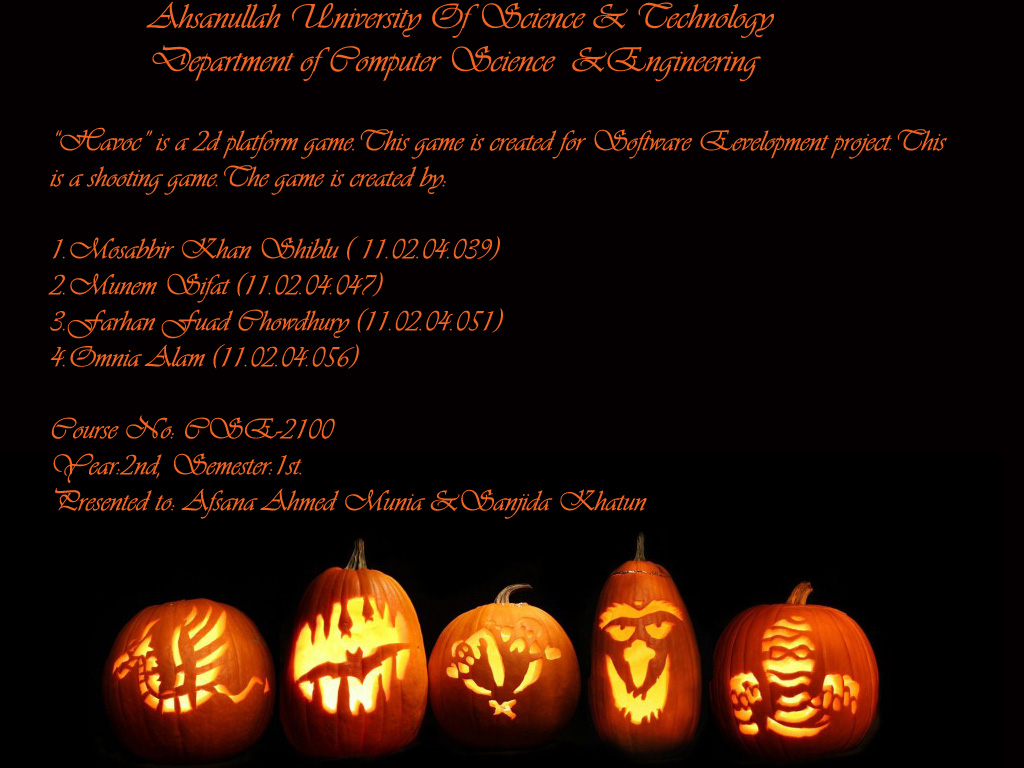 Ahsanullah University Of Science & Technology
Department of Computer Science &Engineering
"Havoc" is a 2d platform game.This game is created for Software Eevelopment project.This
is a shooting game.The game is created by:
1.Mosabbir Khan Shiblu ( 11.02.04.039)
2.Munem Sifat (11.02.04.047)
3.Farhan Fuad Chowdhury (11.02.04.051)
4.Omnia Alam (11.02.04.056)
Course No: CSE-2100
Year:2nd, Semester:1st.
Presented to: Afsana Ahmed Munia &Sanjida Khatun